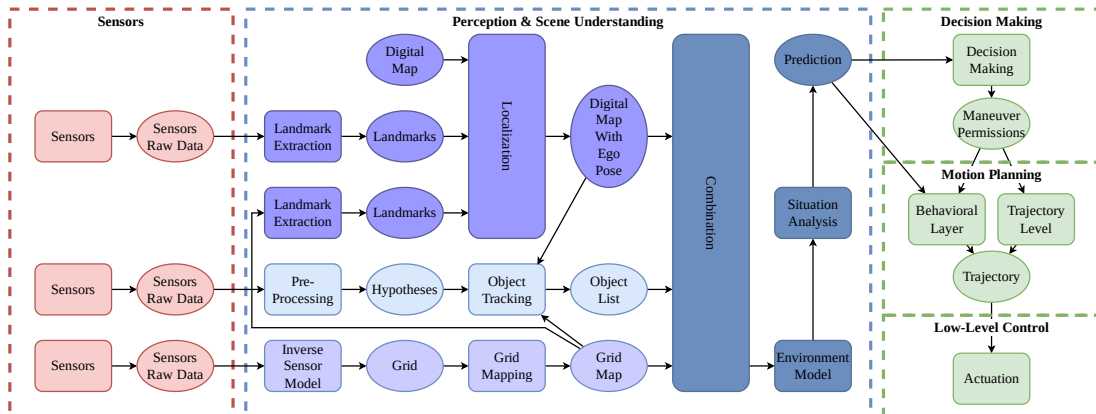 Sensors
Perception & Scene Understanding
Decision Making
Digital
Map
Prediction
Decision
Making
Localization
Digital
Map
With
Ego
Pose
Combination
Sensors
Sensors
Raw Data
Landmark
Extraction
Landmarks
Maneuver
Permissions
Motion Planning
Landmark
Extraction
Landmarks
Situation
Analysis
Behavioral
Layer
Trajectory
Level
Sensors
Sensors
Raw Data
Pre-
Processing
Hypotheses
Object
Tracking
Object
List
Trajectory
Low-Level Control
Sensors
Sensors
Raw Data
Inverse
Sensor
Model
Grid
Grid
Mapping
Grid
Map
Environment
Model
Actuation